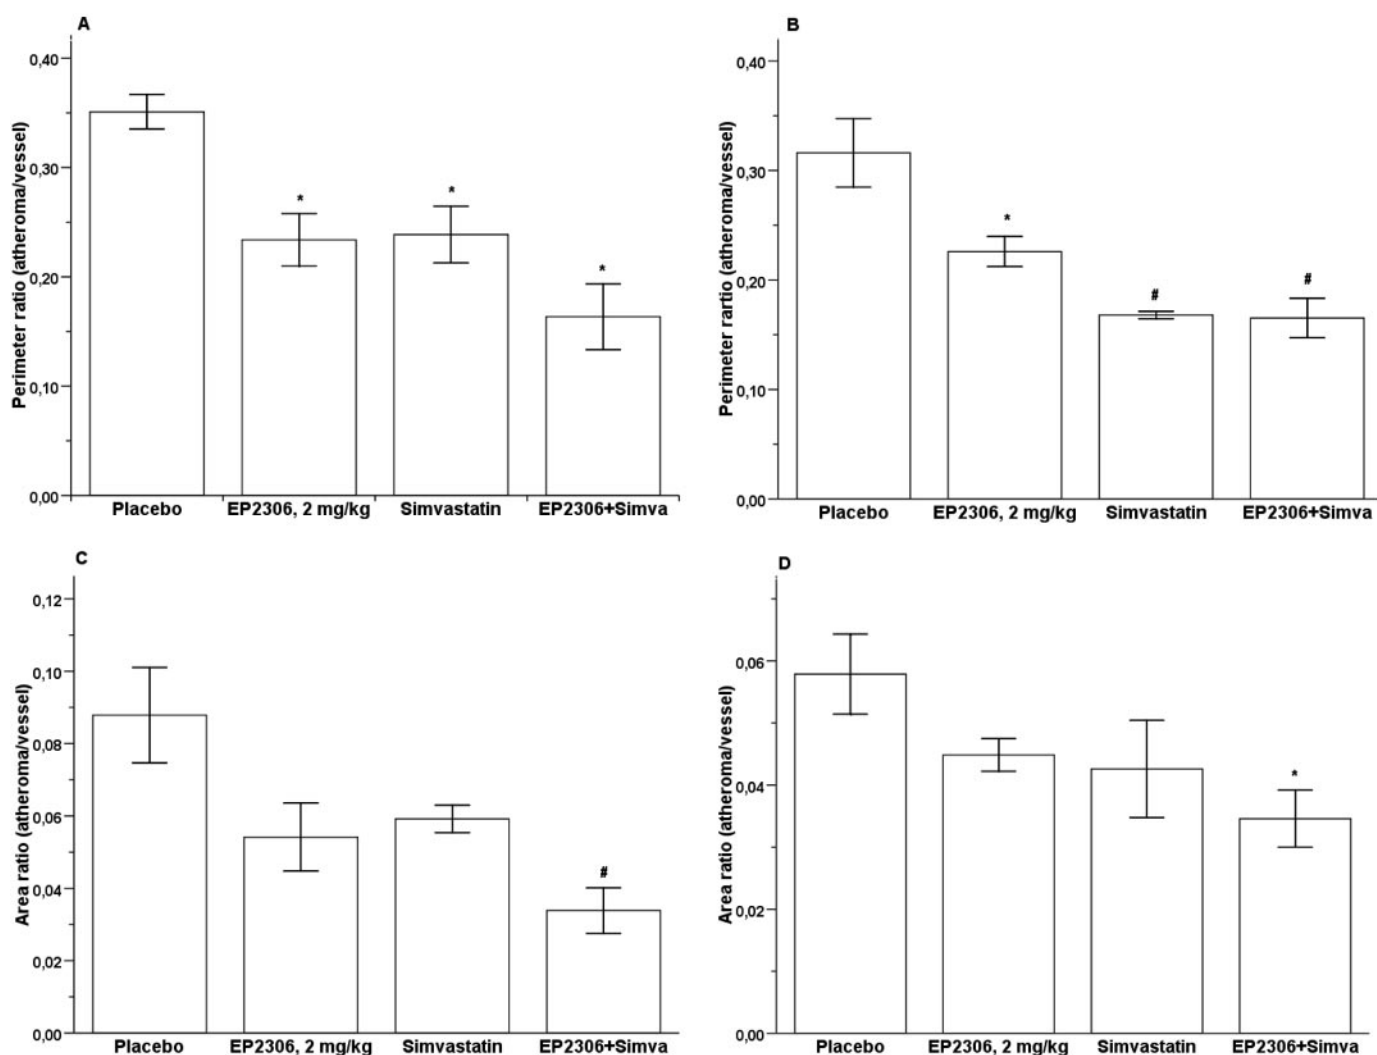 A
Perimeter ratio (atheroma/vessel)
0,40
0,30
0,20
0,10
0,00
*
*
*
Placebo EP2306, 2 mg/kg Simvastatin EP2306+Simva
B
Perimeter rartio (atheroma/vessel)
0,40
0,30
0,20
0,10
0,00
*
#
#
Placebo EP2306, 2 mg/kg Simvastatin EP2306+Simva
C
Area ratio (atheroma/vessel)
0,12
0,10
0,08
0,06
0,04
0,02
0,00
#
Placebo EP2306, 2 mg/kg Simvastatin EP2306+Simva
D
Area ratio (atheroma/vessel)
0,06
0,04
0,02
0,00
*
Placebo EP2306, 2 mg/kg Simvastatin EP2306+Simva